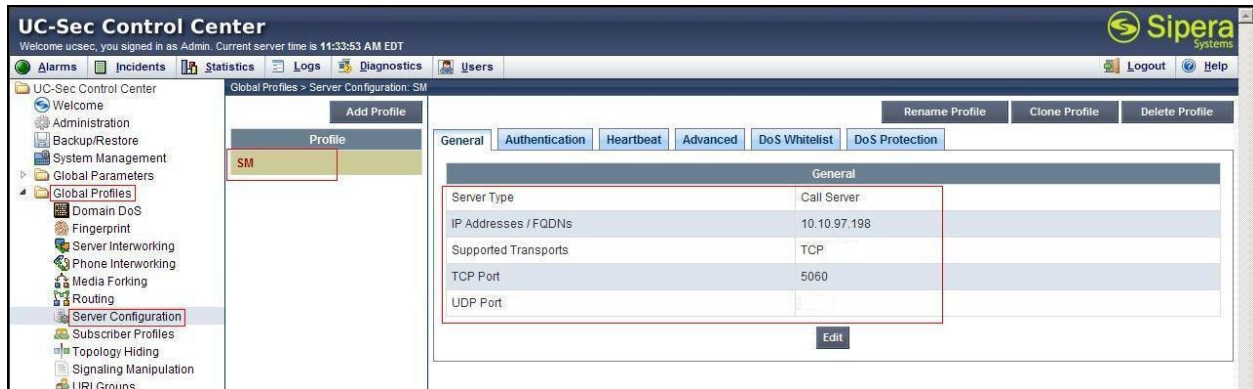 UC-Sec Control Center
Welcome ucsec, you signed in as Admin. Current server time is 11:33:53 AM EDT
Sipera
Systems
Alarms Incidents Statistics Logs Diagnostics Users Logout Help
UC-Sec Control Center
Welcome
Administration
Backup/Restore
System Management
Global Parameters
Global Profiles
Domain DoS
Fingerprint
Server Interworking
Phone Interworking
Media Forking
Routing
Server Configuration
Subscriber Profiles
Topology Hiding
Signaling Manipulation
URI Groups
Global Profiles > Server Configuration: SM
Add Profile
Profile
SM
Rename Profile Clone Profile Delete Profile
General Authentication Heartbeat Advanced DoS Whitelist DoS Protection
General
Server Type Call Server
IP Addresses / FQDNs 10.10.97.198
Supported Transports TCP
TCP Port 5060
UDP Port
Edit